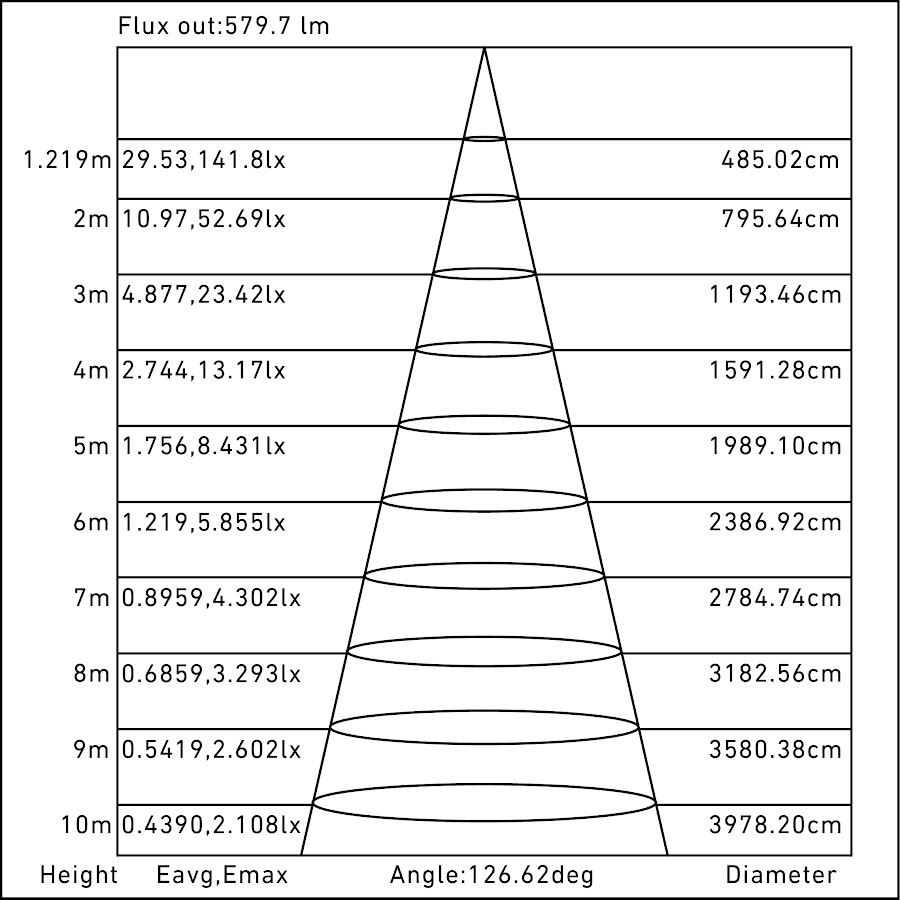 Flux out:579.7 lm
1.219m 29.53,141.8lx 485.02cm
2m 10.97,52.69lx 795.64cm
3m 4.877,23.42lx 1193.46cm
4m 2.744,13.17lx 1591.28cm
5m 1.756,8.431lx 1989.10cm
6m 1.219,5.855lx 2386.92cm
7m 0.8959,4.302lx 2784.74cm
8m 0.6859,3.293lx 3182.56cm
9m 0.5419,2.602lx 3580.38cm
10m 0.4390,2.108lx 3978.20cm
Height Eavg,Emax Angle:126.62deg Diameter